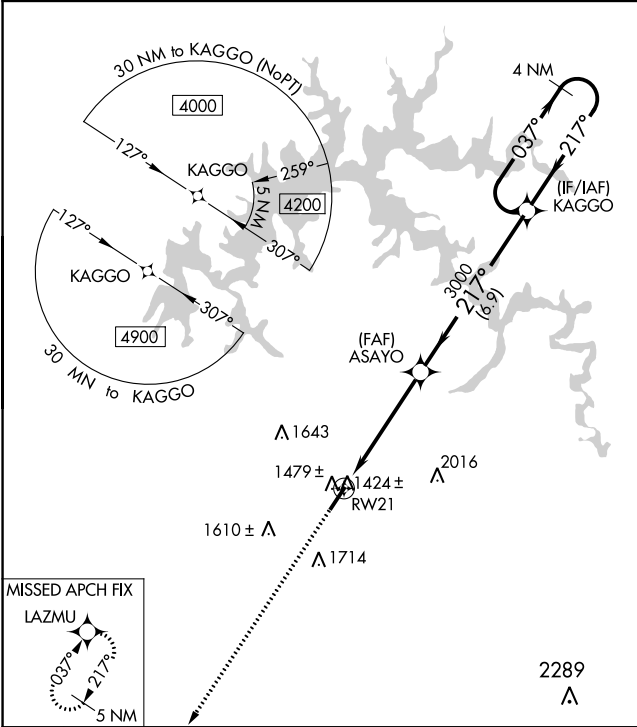 30 NM to KAGGO (NoPT)
4000
127°
KAGGO
259°
5 NM
4200
307°
4 NM
037°
217°
(IF/IAF)
KAGGO
127°
KAGGO
307°
4900
30 MN to KAGGO
3000
217°
(6.9)
(FAF)
ASAYO
1643
1479 ±
1424 ±
2016
RW21
1610 ±
1714
MISSED APCH FIX
LAZMU
037°
217°
5 NM
2289